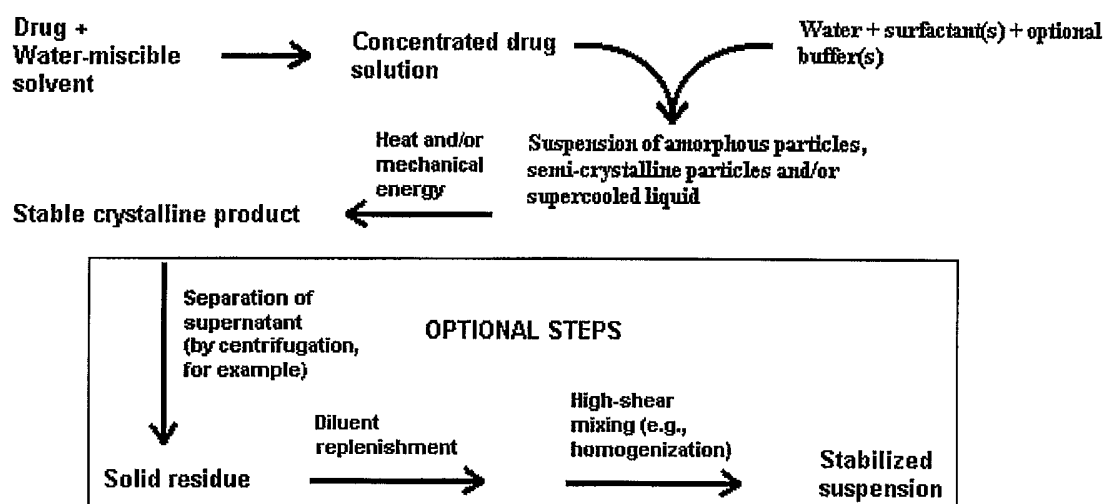 Drug +
Water-miscible
solvent
Concentrated drug
solution
Water + surfactant(s) + optional
buffer(s)
Heat and/or
mechanical
energy
Suspension of amorphous particles,
semi-crystalline particles and/or
supercooled liquid
Stable crystalline product
Separation of
supernatant
(by centrifugation,
for example)
OPTIONAL STEPS
Diluent
replenishment
High-shear
mixing (e.g.,
homogenization)
Solid residue
Stabilized
suspension